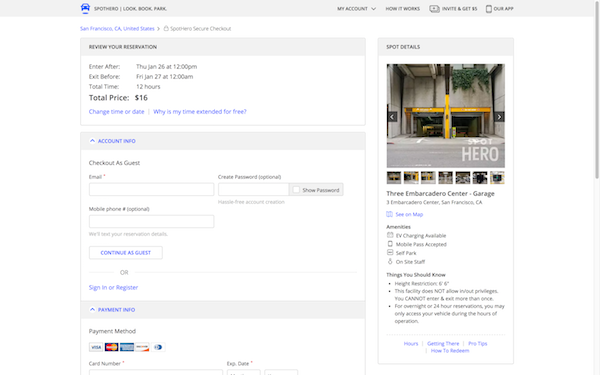 SPOTHERO | LOOK. BOOK. PARK.
MY ACCOUNT
HOW IT WORKS
INVITE & GET $5
OUR APP
San Francisco, CA, United States > SpotHero Secure Checkout
REVIEW YOUR RESERVATION
Enter After: Thu Jan 26 at 12:00pm
Exit Before: Fri Jan 27 at 12:00am
Total Time: 12 hours
Total Price: $16
Change time or date | Why is my time extended for free?
ACCOUNT INFO
Checkout As Guest
Email *
Create Password (optional)
Show Password
Hassle-free account creation
Mobile phone # (optional)
We'll text your reservation details.
CONTINUE AS GUEST
OR
Sign In or Register
PAYMENT INFO
Payment Method
VISA
Card Number *
Exp. Date *
SPOT DETAILS
SPOT
HERO
Three Embarcadero Center - Garage
3 Embarcadero Center, San Francisco, CA
See on Map
Amenities
EV Charging Available
Mobile Pass Accepted
Self Park
On Site Staff
Things You Should Know
• Height Restriction: 6' 6"
• This facility does NOT allow in/out privileges.
You CANNOT enter & exit more than once.
• For overnight or 24 hour reservations, you may
only access your vehicle during the hours of
operation.
Hours | Getting There | Pro Tips
| How To Redeem